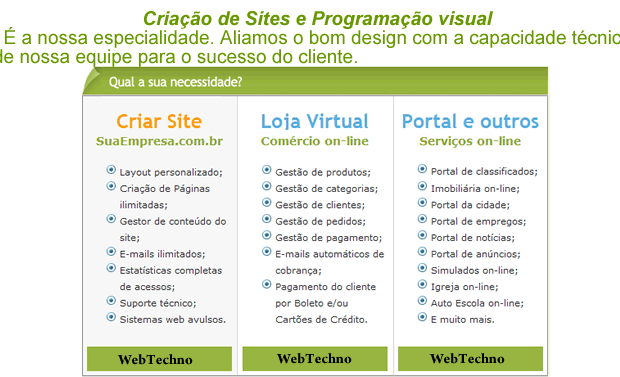 Criação de Sites e Programação visual
É a nossa especialidade. Aliamos o bom design com a capacidade técnic
de nossa equipe para o sucesso do cliente.
Qual a sua necessidade?
Criar Site
SuaEmpresa.com.br
Layout personalizado;
Criação de Páginas
ilimitadas;
Gestor de conteúdo do
site;
E-mails ilimitados;
Estatísticas completas
de acessos;
Suporte técnico;
Sistemas web avulsos.
WebTechno
Loja Virtual
Comércio on-line
Gestão de produtos;
Gestão de categorias;
Gestão de clientes;
Gestão de pedidos;
Gestão de pagamento;
E-mails automáticos de
cobrança;
Pagamento do cliente
por Boleto e/ou
Cartões de Crédito.
WebTechno
Portal e outros
Serviços on-line
Portal de classificados;
Imobiliária on-line;
Portal da cidade;
Portal de empregos;
Portal de notícias;
Portal de anúncios;
Simulados on-line;
Igreja on-line;
Auto Escola on-line;
E muito mais.
WebTechno